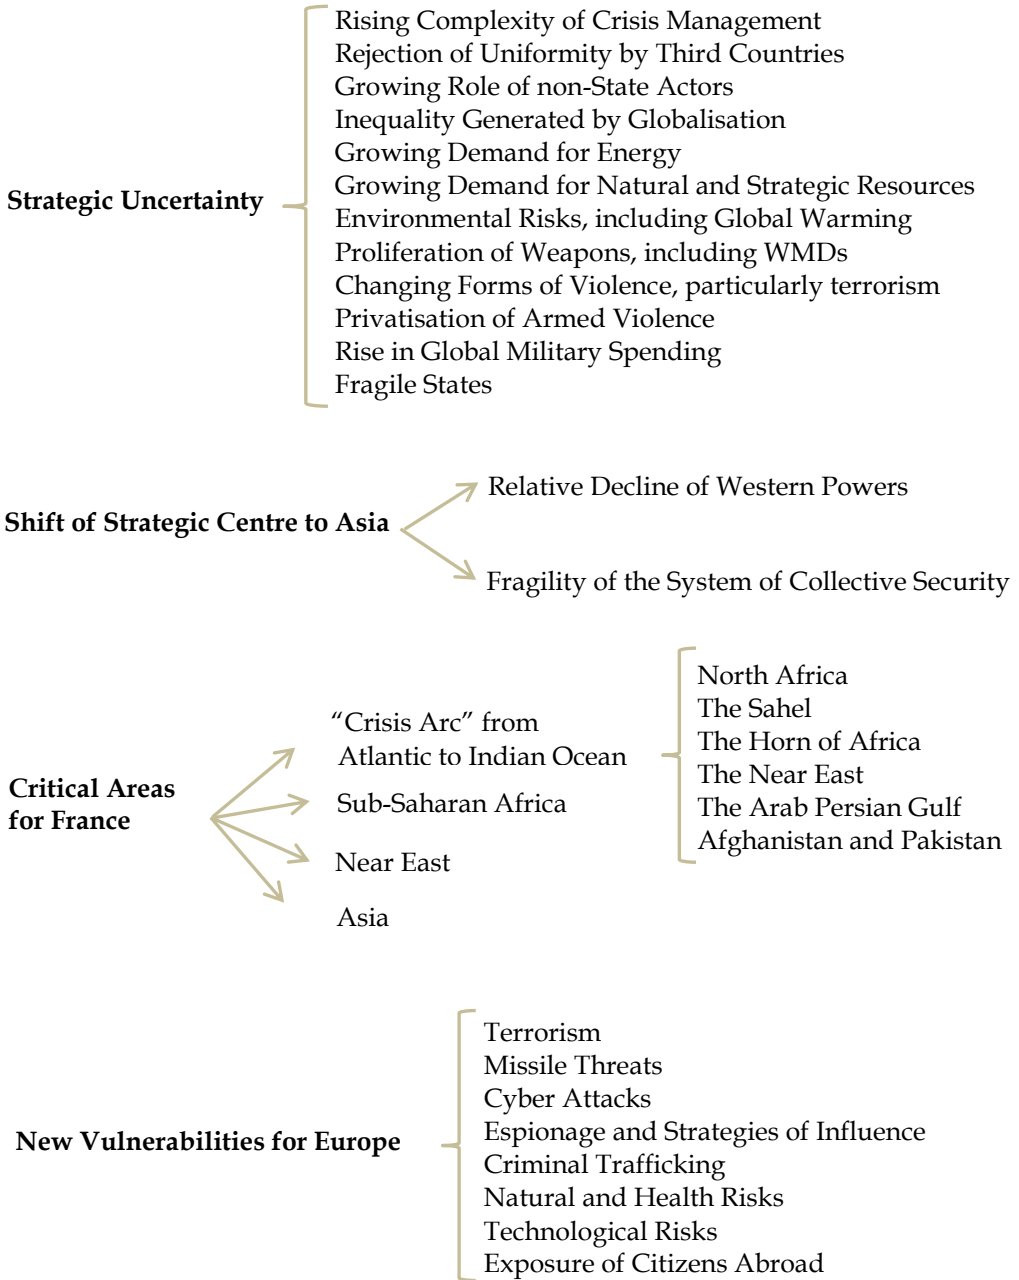 Rising Complexity of Crisis Management
Rejection of Uniformity by Third Countries
Growing Role of non-State Actors
Inequality Generated by Globalisation
Growing Demand for Energy
Growing Demand for Natural and Strategic Resources
Strategic Uncertainty
Environmental Risks, including Global Warming
Proliferation of Weapons, including WMDs
Changing Forms of Violence, particularly terrorism
Privatisation of Armed Violence
Rise in Global Military Spending
Fragile States
Relative Decline of Western Powers
Shift of Strategic Centre to Asia
Fragility of the System of Collective Security
Critical Areas
for France
“Crisis Arc” from
Atlantic to Indian Ocean
Sub-Saharan Africa
Near East
Asia
North Africa
The Sahel
The Horn of Africa
The Near East
The Arab Persian Gulf
Afghanistan and Pakistan
New Vulnerabilities for Europe
Terrorism
Missile Threats
Cyber Attacks
Espionage and Strategies of Influence
Criminal Trafficking
Natural and Health Risks
Technological Risks
Exposure of Citizens Abroad